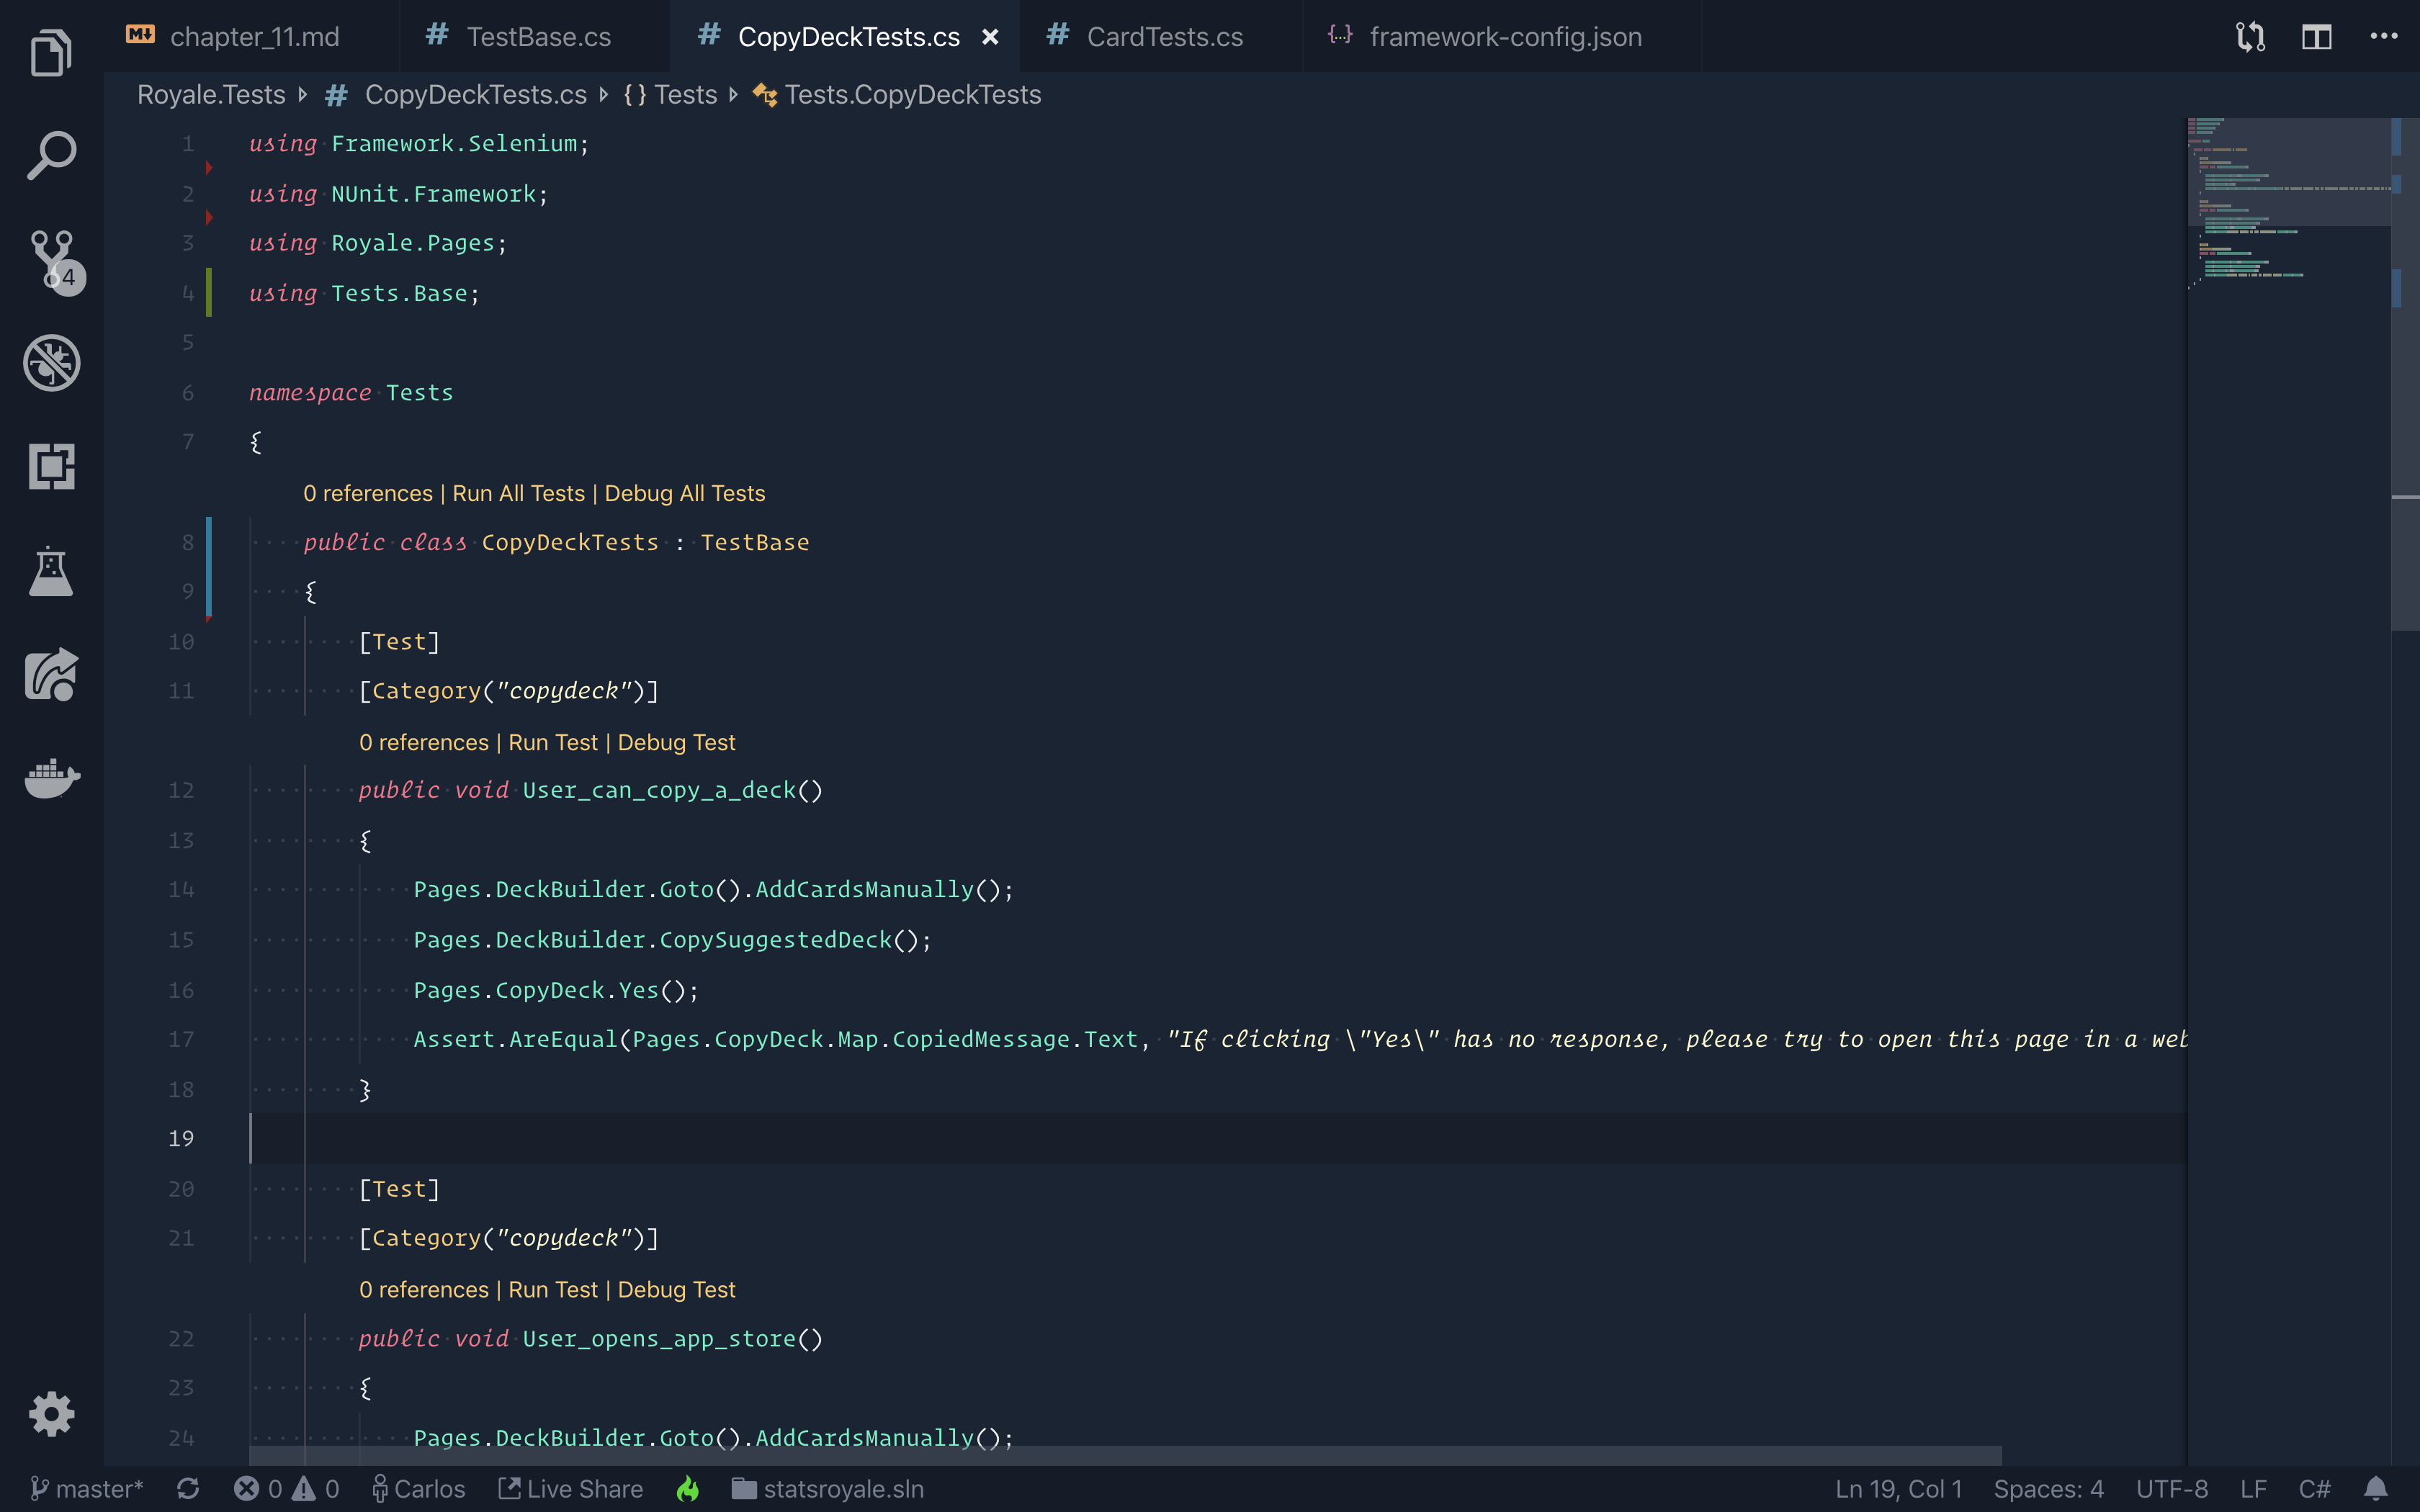 chapter_11.md TestBase.cs CopyDeckTests.cs CardTests.cs framework-config.json
Royale.Tests CopyDeckTests.cs {} Tests Tests.CopyDeckTests
1 using Framework.Selenium;
2 using NUnit.Framework;
3 using Royale.Pages;
4 using Tests.Base;
5
6 namespace Tests
7 {
0 references | Run All Tests | Debug All Tests
8 public class CopyDeckTests : TestBase
9 {
10 [Test]
11 [Category("copydeck")]
0 references | Run Test | Debug Test
12 public void User_can_copy_a_deck()
13 {
14 Pages.DeckBuilder.Goto().AddCardsManually();
15 Pages.DeckBuilder.CopySuggestedDeck();
16 Pages.CopyDeck.Yes();
17 Assert.AreEqual(Pages.CopyDeck.Map.CopiedMessage.Text, "If clicking \"Yes\" has no response, please try to open this page in a web
18 }
19
20 [Test]
21 [Category("copydeck")]
0 references | Run Test | Debug Test
22 public void User_opens_app_store()
23 {
24 Pages.DeckBuilder.Goto().AddCardsManually();
4
master* 0 0 Carlos Live Share statsroyale.sln Ln 19, Col 1 Spaces: 4 UTF-8 LF C#